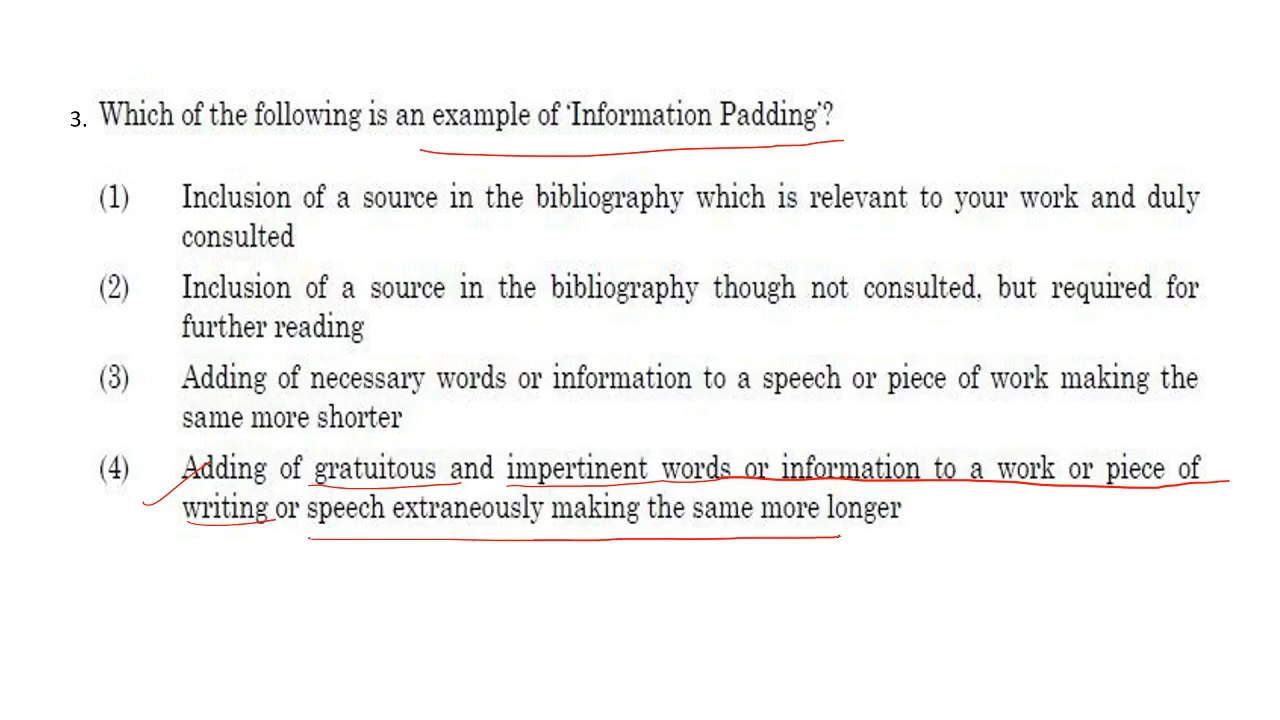 3. Which of the following is an example of ‘Information Padding’?
(1) Inclusion of a source in the bibliography which is relevant to your work and duly
consulted
(2) Inclusion of a source in the bibliography though not consulted, but required for
further reading
(3) Adding of necessary words or information to a speech or piece of work making the
same more shorter
(4) Adding of gratuitous and impertinent words or information to a work or piece of
writing or speech extraneously making the same more longer